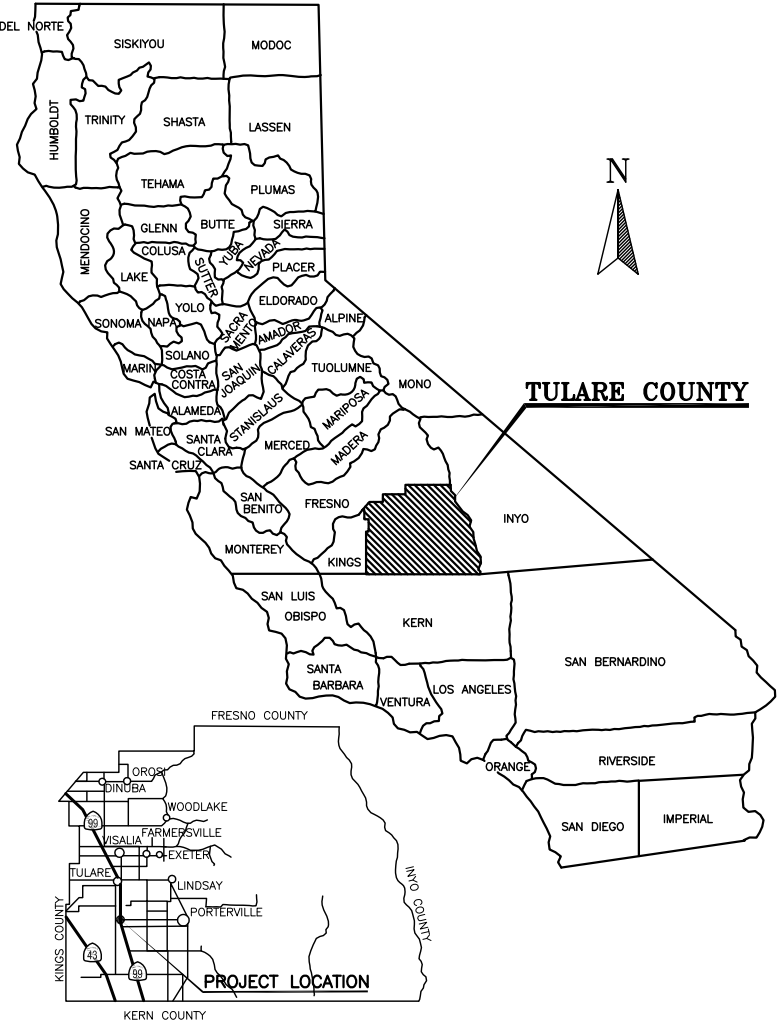 DEL NORTE
SISKIYOU
MODOC
HUMBOLDT
TRINITY
SHASTA
LASSEN
N
TEHAMA
PLUMAS
MENDOCINO
GLENN
BUTTE
SIERRA
COLUSA
YUBA
NEVADA
LAKE
SUTTER
PLACER
YOLO
ELDORADO
SONOMA
NAPA
SACRA
MENTO
AMADOR
ALPINE
SOLANO
CALAVERAS
MARIN
COSTA
CONTRA
SAN
JOAQUIN
TUOLUMNE
MONO
TULARE COUNTY
ALAMEDA
STANISLAUS
MARIPOSA
SAN MATEO
SANTA
CLARA
MERCED
MADERA
SANTA CRUZ
SAN
BENITO
FRESNO
INYO
MONTEREY
KINGS
SAN LUIS
OBISPO
KERN
SAN BERNARDINO
SANTA
BARBARA
VENTURA
LOS ANGELES
ORANGE
RIVERSIDE
SAN DIEGO
IMPERIAL
FRESNO COUNTY
OROSI
DINUBA
WOODLAKE
99
VISALIA
FARMERSVILLE
EXETER
TULARE
LINDSAY
PORTERVILLE
INYO COUNTY
KINGS COUNTY
43
99
PROJECT LOCATION
KERN COUNTY